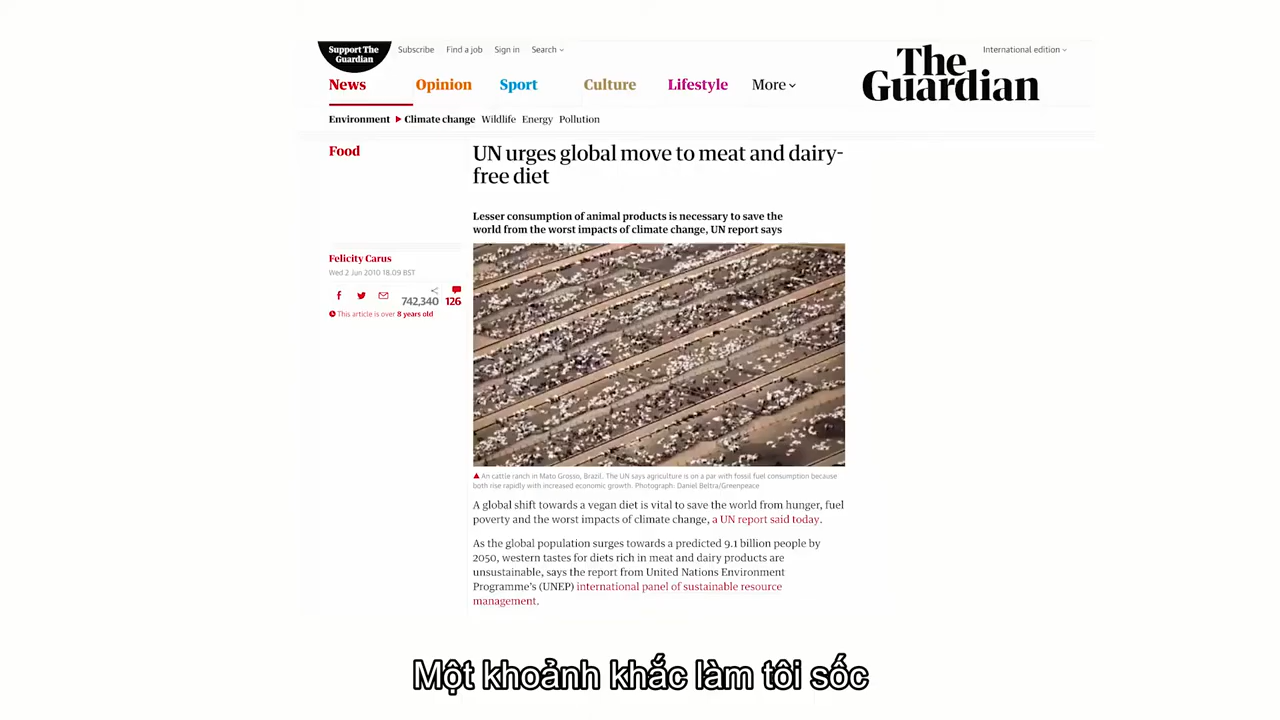 Support The
Guardian
Subscribe Find a job Sign in Search
International edition
The
Guardian
News Opinion Sport Culture Lifestyle More
Environment Climate change Wildlife Energy Pollution
Food
UN urges global move to meat and dairy-
free diet
Lesser consumption of animal products is necessary to save the
world from the worst impacts of climate change, UN report says
Felicity Carus
Wed 2 Jun 2010 18.09 BST
742,340 126
This article is over 8 years old
An cattle ranch in Mato Grosso, Brazil. The UN says agriculture is on a par with fossil fuel consumption because
both rise rapidly with increased economic growth. Photograph: Daniel Beltra/Greenpeace
A global shift towards a vegan diet is vital to save the world from hunger, fuel
poverty and the worst impacts of climate change, a UN report said today.
As the global population surges towards a predicted 9.1 billion people by
2050, western tastes for diets rich in meat and dairy products are
unsustainable, says the report from United Nations Environment
Programme's (UNEP) international panel of sustainable resource
management.
Một khoảnh khắc làm tôi sốc